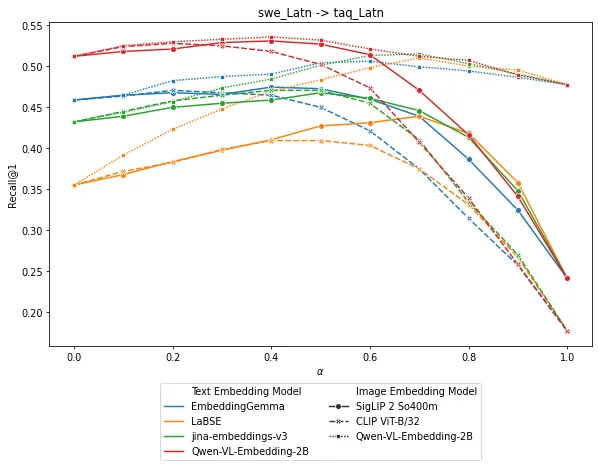 swe_Latn -> taq_Latn
0.55
0.50
0.45
0.40
0.35
0.30
0.25
0.20
Recall@1
0.0
0.2
0.4
0.6
0.8
1.0
α
Text Embedding Model
EmbeddingGemma
LaBSE
jina-embeddings-v3
Qwen-VL-Embedding-2B
Image Embedding Model
SigLIP 2 So400m
CLIP ViT-B/32
Qwen-VL-Embedding-2B